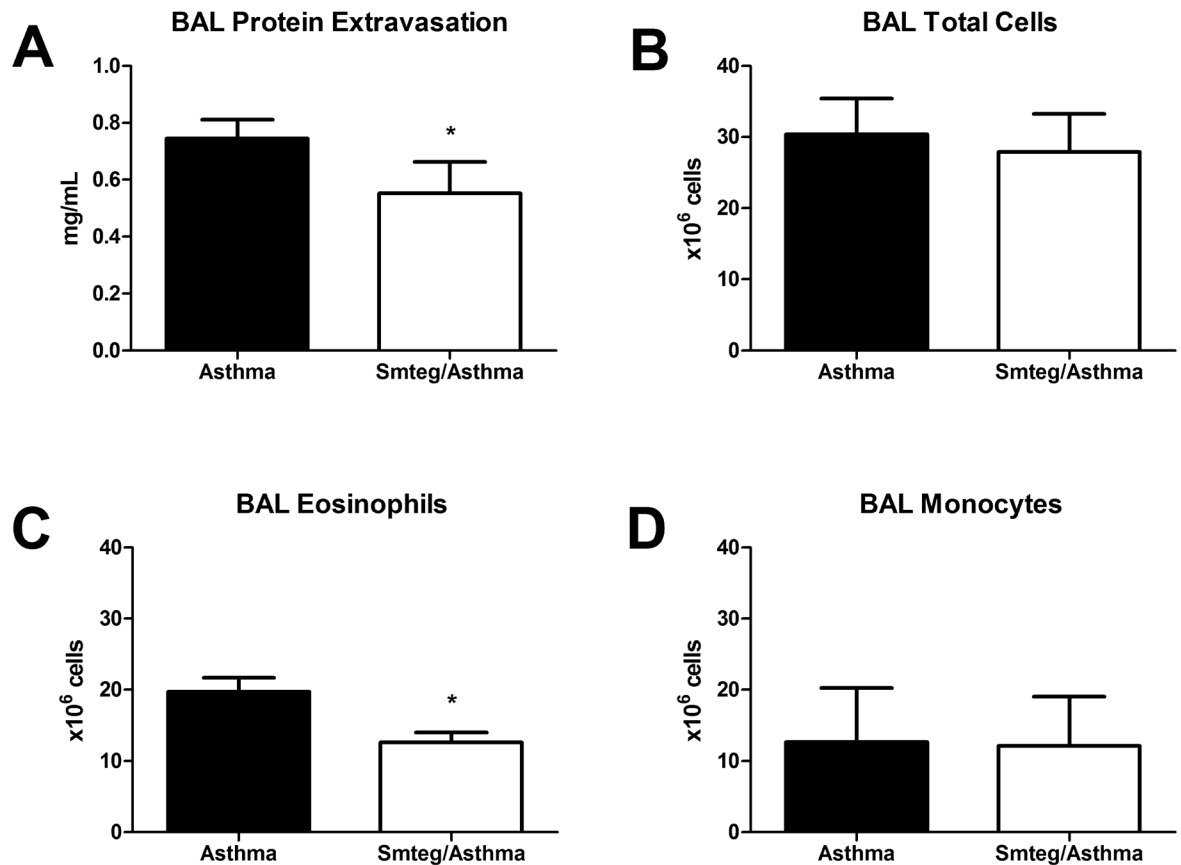 A
BAL Protein Extravasation
mg/mL
1.0
0.8
0.6
0.4
0.2
0.0
*
Asthma
Smteg/Asthma
B
BAL Total Cells
x10⁶ cells
40
30
20
10
0
Asthma
Smteg/Asthma
C
BAL Eosinophils
x10⁶ cells
40
30
20
10
0
*
Asthma
Smteg/Asthma
D
BAL Monocytes
x10⁶ cells
40
30
20
10
0
Asthma
Smteg/Asthma